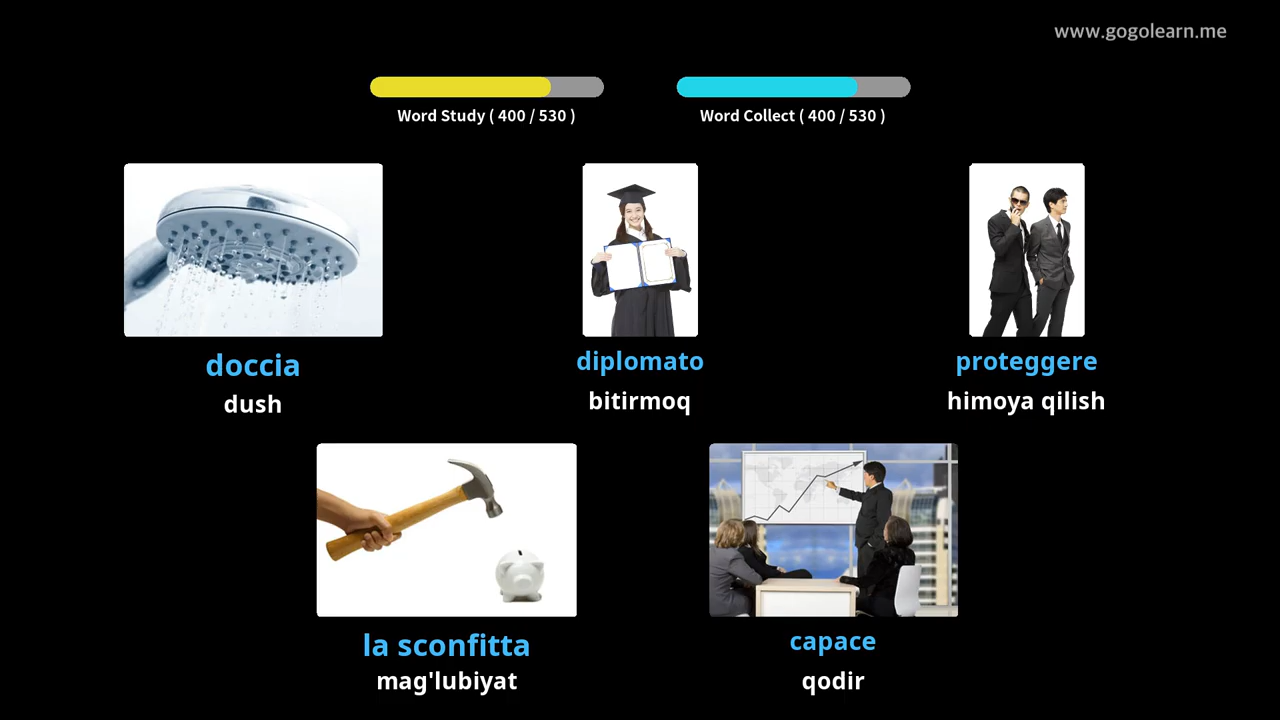 www.gogolearn.me
Word Study ( 400 / 530 )
Word Collect ( 400 / 530 )
doccia
dush
diplomato
bitirmoq
proteggere
himoya qilish
la sconfitta
mag'lubiyat
capace
qodir